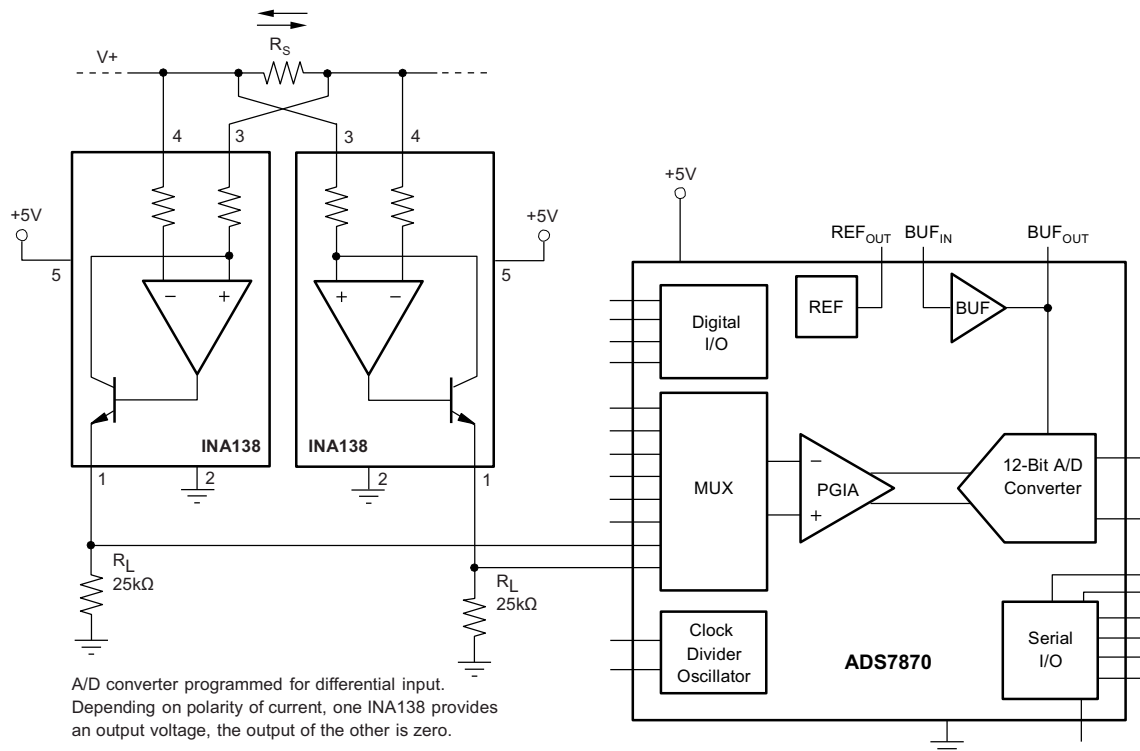 R_S
V+
4
3
3
4
+5V
5
+5V
5
− +
+ −
INA138
INA138
1
2
2
1
R_L
25kΩ
R_L
25kΩ
A/D converter programmed for differential input.
Depending on polarity of current, one INA138 provides
an output voltage, the output of the other is zero.
+5V
REF_OUT
BUF_IN
BUF_OUT
Digital
I/O
REF
BUF
MUX
−
PGIA
+
12-Bit A/D
Converter
Clock
Divider
Oscillator
ADS7870
Serial
I/O